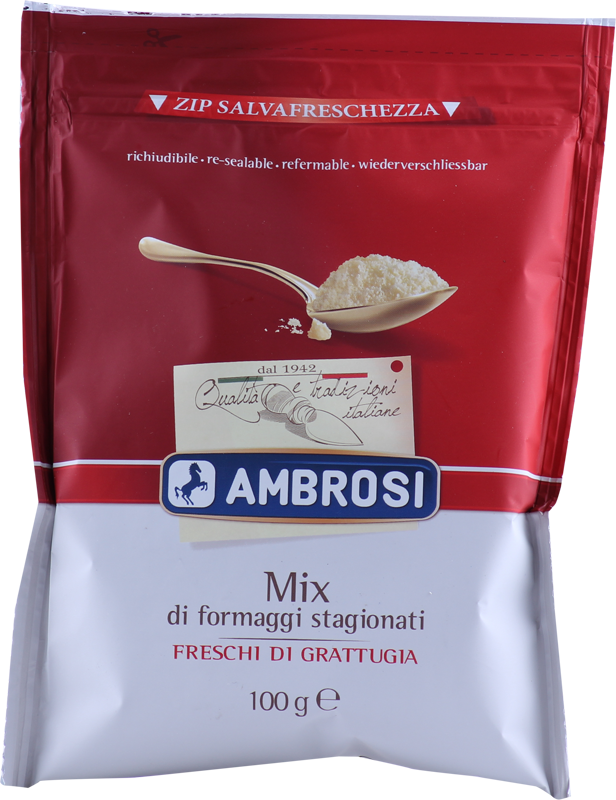 ▼ ZIP SALVAFRESCHEZZA ▼
richiudibile • re-sealable • refermable • wiederverschliessbar
dal 1942
Qualità e tradizioni
italiane
AMBROSI
Mix
di formaggi stagionati
FRESCHI DI GRATTUGIA
100 g ℮